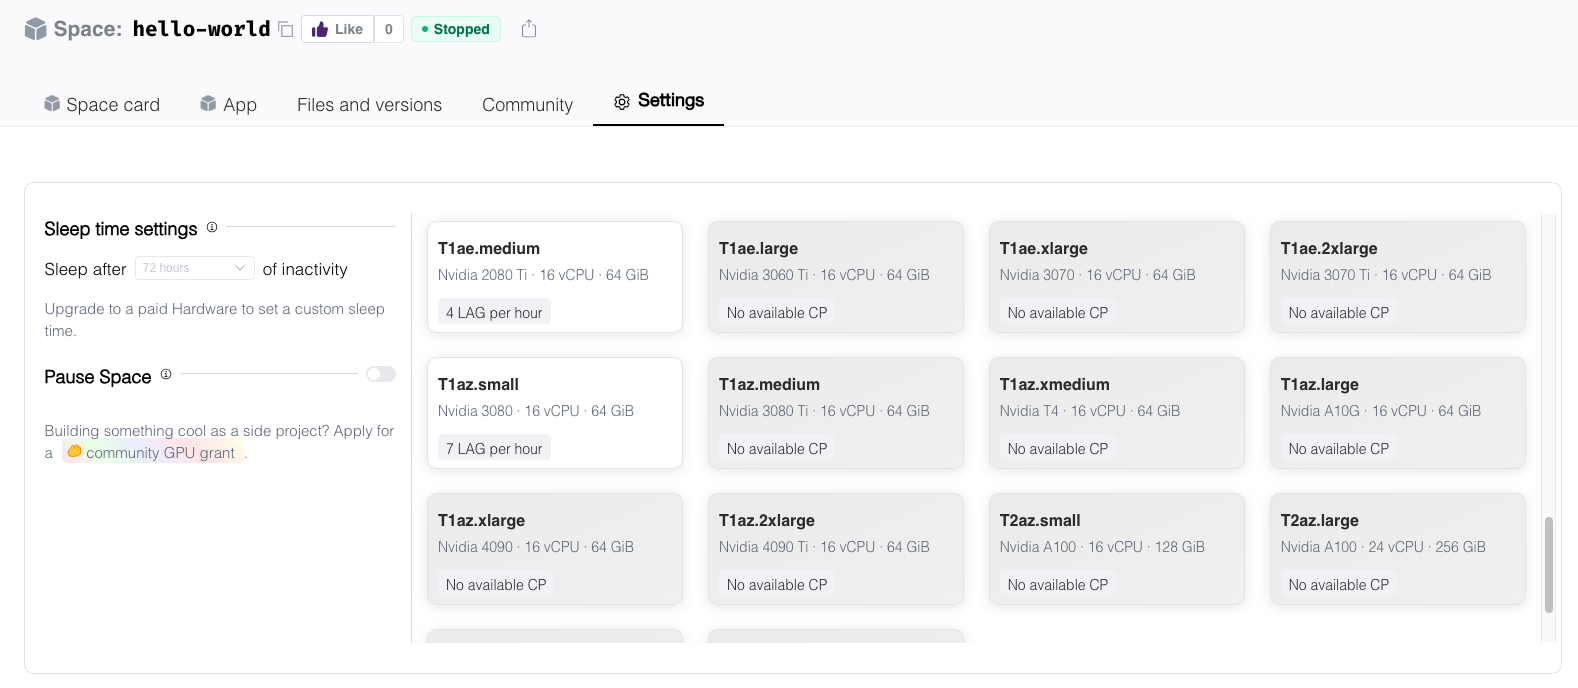 Space: hello-world Like 0 Stopped
Space card App Files and versions Community Settings
Sleep time settings
Sleep after 72 hours of inactivity
Upgrade to a paid Hardware to set a custom sleep
time.
Pause Space
Building something cool as a side project? Apply for
a community GPU grant .
T1ae.medium
Nvidia 2080 Ti · 16 vCPU · 64 GiB
4 LAG per hour
T1ae.large
Nvidia 3060 Ti · 16 vCPU · 64 GiB
No available CP
T1ae.xlarge
Nvidia 3070 · 16 vCPU · 64 GiB
No available CP
T1ae.2xlarge
Nvidia 3070 Ti · 16 vCPU · 64 GiB
No available CP
T1az.small
Nvidia 3080 · 16 vCPU · 64 GiB
7 LAG per hour
T1az.medium
Nvidia 3080 Ti · 16 vCPU · 64 GiB
No available CP
T1az.xmedium
Nvidia T4 · 16 vCPU · 64 GiB
No available CP
T1az.large
Nvidia A10G · 16 vCPU · 64 GiB
No available CP
T1az.xlarge
Nvidia 4090 · 16 vCPU · 64 GiB
No available CP
T1az.2xlarge
Nvidia 4090 Ti · 16 vCPU · 64 GiB
No available CP
T2az.small
Nvidia A100 · 16 vCPU · 128 GiB
No available CP
T2az.large
Nvidia A100 · 24 vCPU · 256 GiB
No available CP